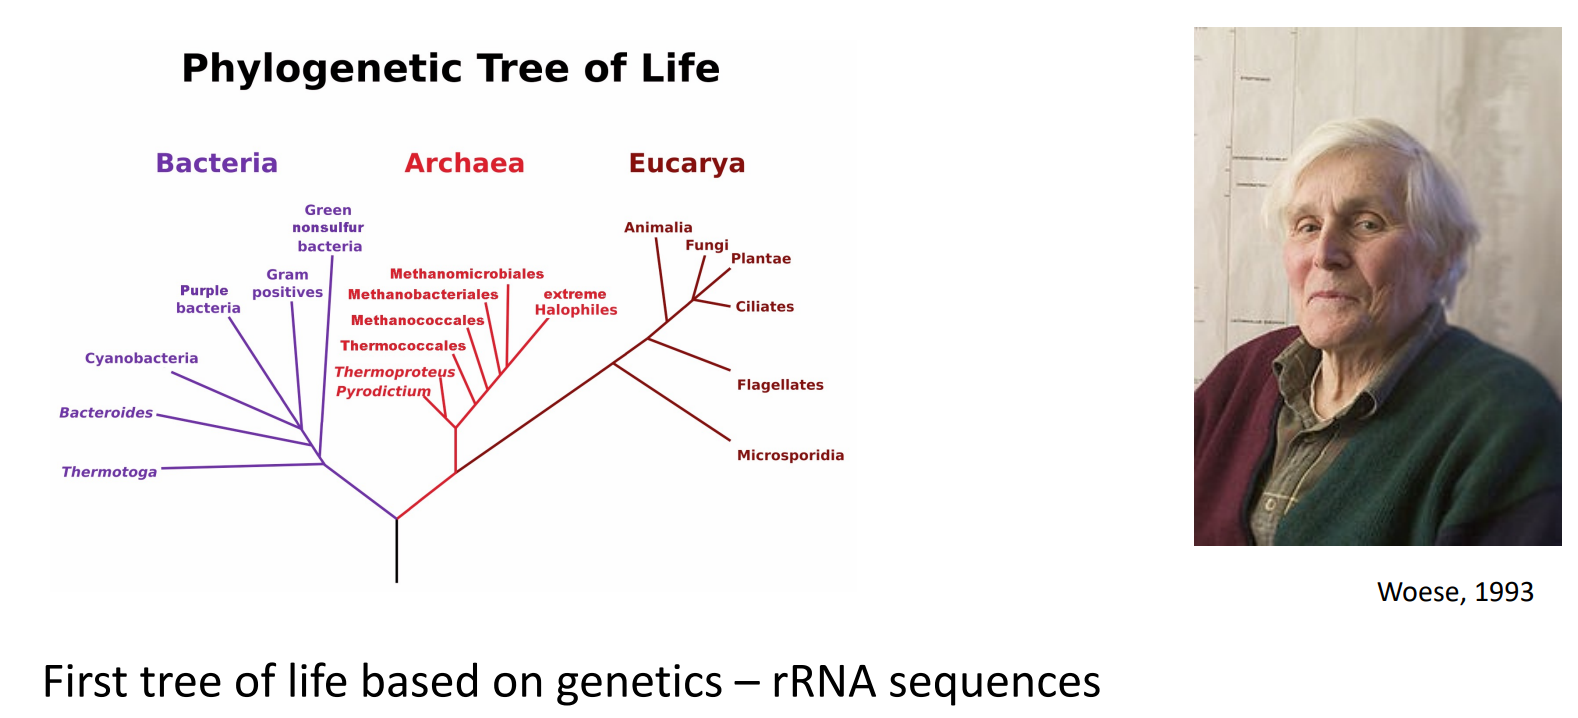 Phylogenetic Tree of Life
Bacteria
Archaea
Eucarya
Green
nonsulfur
bacteria
Gram
positives
Purple
bacteria
Cyanobacteria
Bacteroides
Thermotoga
Methanomicrobiales
Methanobacteriales
extreme
Halophiles
Methanococcales
Thermococcales
Thermoproteus
Pyrodictium
Animalia
Fungi
Plantae
Ciliates
Flagellates
Microsporidia
Woese, 1993
First tree of life based on genetics – rRNA sequences